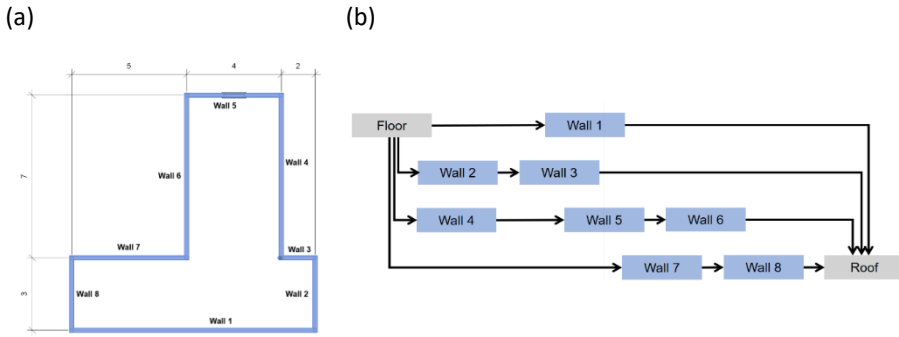 (a)
(b)
5
4
2
Wall 5
Wall 4
Wall 6
7
Wall 7
Wall 3
3
Wall 8
Wall 2
Wall 1
Floor
Wall 1
Wall 2
Wall 3
Wall 4
Wall 5
Wall 6
Wall 7
Wall 8
Roof